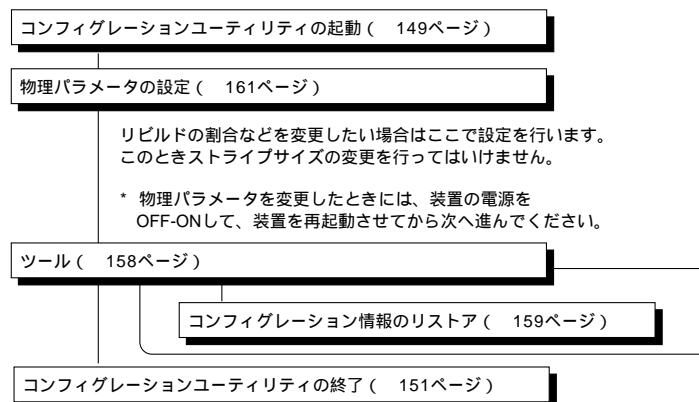 コンフィグレーションユーティリティの起動(　149ページ)
物理パラメータの設定(　161ページ)
リビルドの割合などを変更したい場合はここで設定を行います。
このときストライプサイズの変更を行ってはいけません。
* 物理パラメータを変更したときには、装置の電源を
OFF-ONして、装置を再起動させてから次へ進んでください。
ツール(　158ページ)
コンフィグレーション情報のリストア(　159ページ)
コンフィグレーションユーティリティの終了(　151ページ)